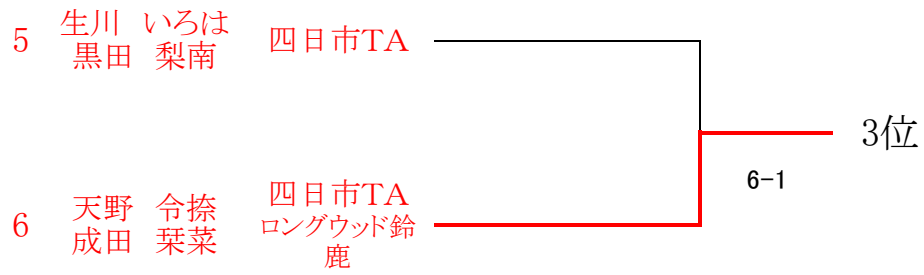 5 生川 いろは 四日市TA
黒田 梨南
3位
6-1
6 天野 令捺 四日市TA
成田 栞菜 ロングウッド鈴
鹿